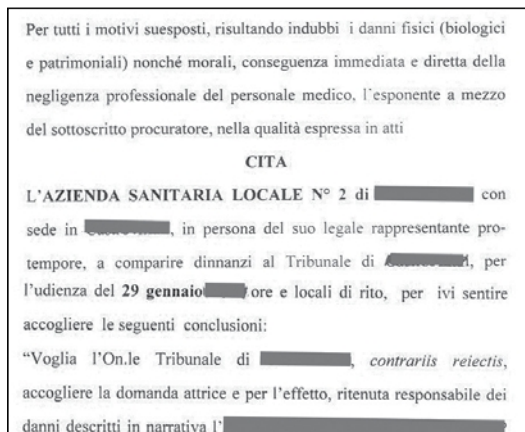 Per tutti i motivi suesposti, risultando indubbi i danni fisici (biologici
e patrimoniali) nonché morali, conseguenza immediata e diretta della
negligenza professionale del personale medico, l'esponente a mezzo
del sottoscritto procuratore, nella qualità espressa in atti
CITA
L'AZIENDA SANITARIA LOCALE N° 2 di con
sede in , in persona del suo legale rappresentante pro-
tempore, a comparire dinnanzi al Tribunale di , per
l'udienza del 29 gennaio ore e locali di rito, per ivi sentire
accogliere le seguenti conclusioni:
"Voglia l'On.le Tribunale di , contrariis reiectis,
accogliere la domanda attrice e per l'effetto, ritenuta responsabile dei
danni descritti in narrativa l'